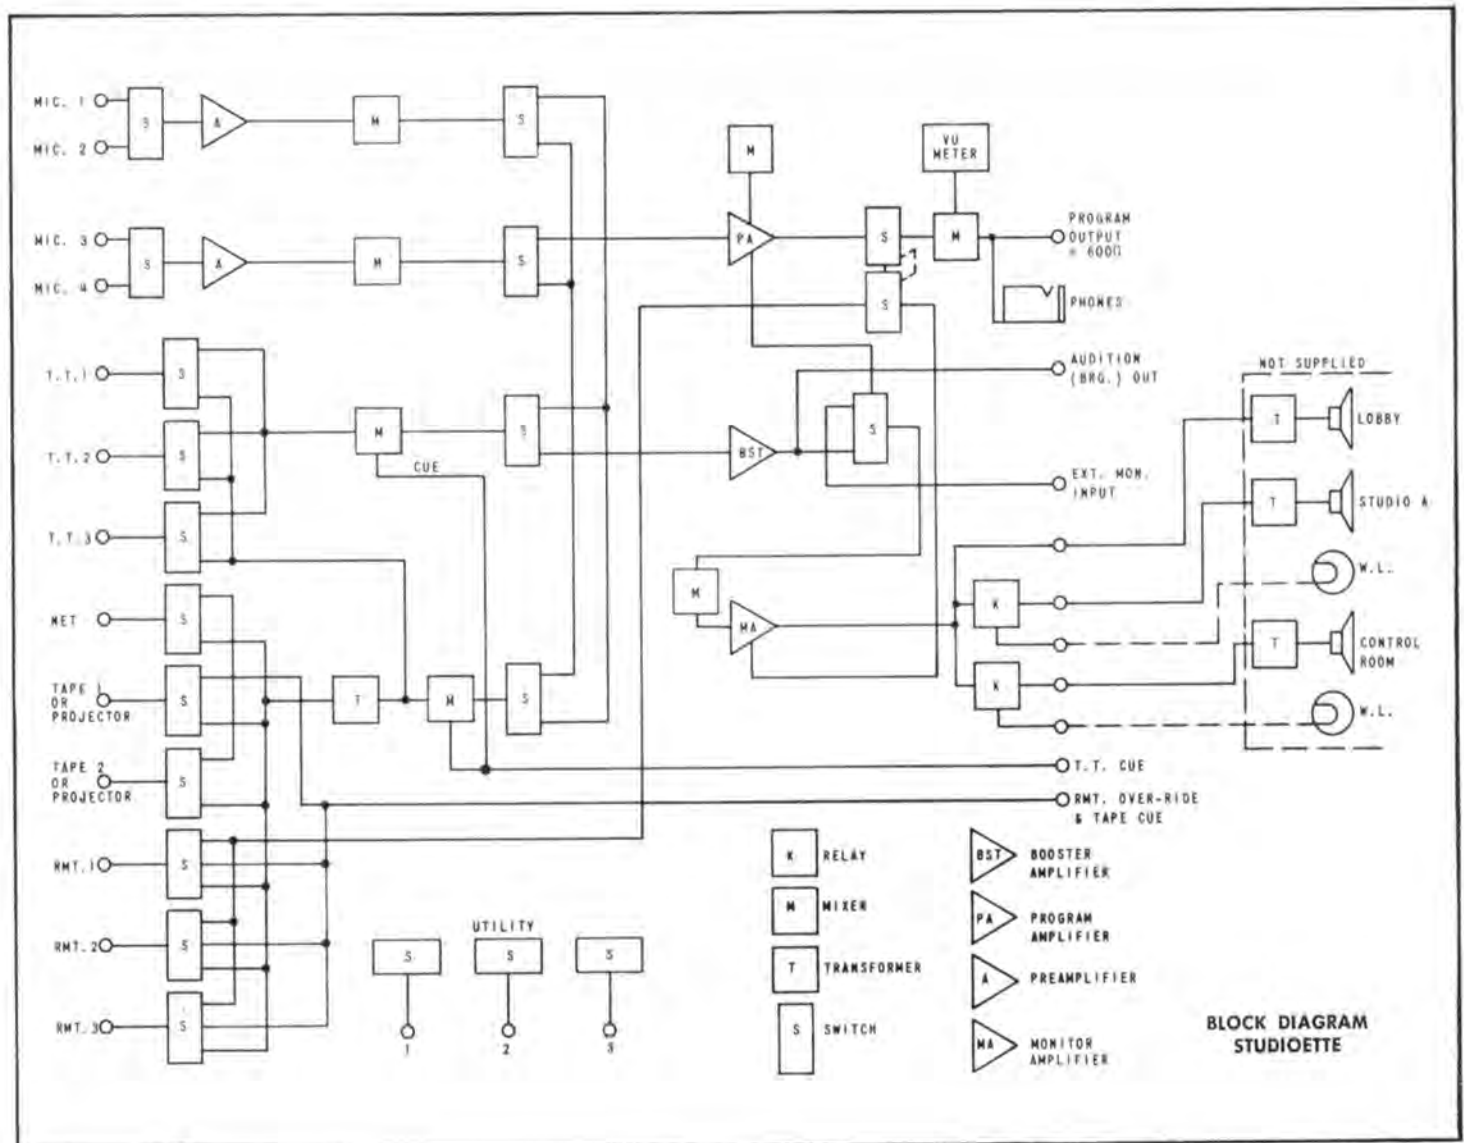 MIC. 1
S
A
M
S
MIC. 2
MIC. 3
S
A
M
S
MIC. 4
M
VU
METER
PA
S
M
PROGRAM
OUTPUT
* 600Ω
S
PHONES
T.T.1
S
T.T.2
S
M
S
CUE
T.T.3
S
BST
S
AUDITION
(BRG.) OUT
EXT. MON.
INPUT
NOT SUPPLIED
T
LOBBY
T
STUDIO A
W.L.
T
CONTROL
ROOM
W.L.
NET
S
TAPE 1
OR
PROJECTOR
S
T
M
S
M
MA
K
K
TAPE 2
OR
PROJECTOR
S
T.T. CUE
RMT. OVER-RIDE
& TAPE CUE
RMT.1
S
RMT.2
S
RMT.3
S
UTILITY
S
S
S
1
2
3
K
RELAY
M
MIXER
T
TRANSFORMER
S
SWITCH
BST
BOOSTER
AMPLIFIER
PA
PROGRAM
AMPLIFIER
A
PREAMPLIFIER
MA
MONITOR
AMPLIFIER
BLOCK DIAGRAM
STUDIOETTE